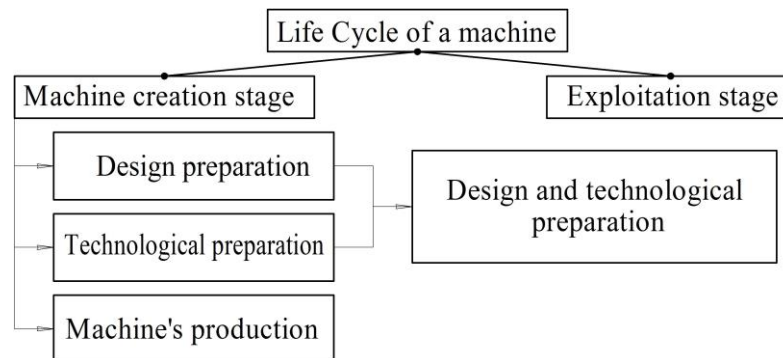 Life Cycle of a machine
Machine creation stage
Exploitation stage
Design preparation
Technological preparation
Machine's production
Design and technological
preparation